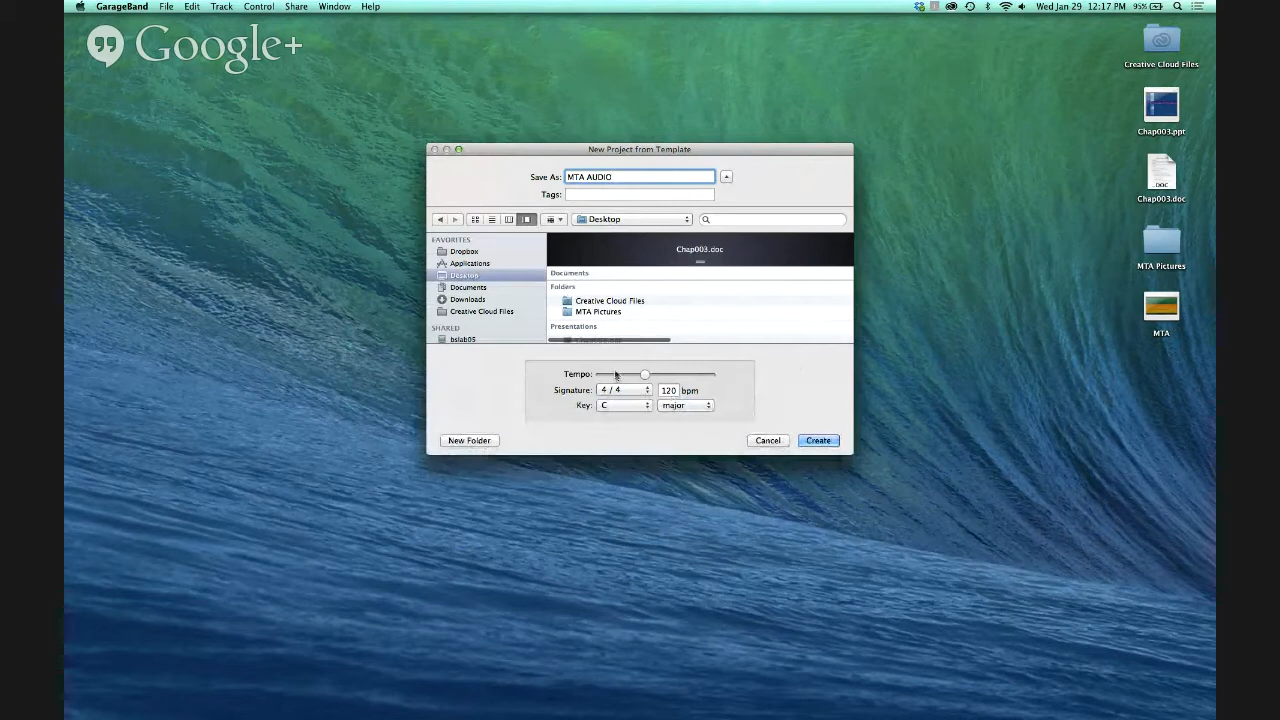 GarageBand File Edit Track Control Share Window Help
Wed Jan 29 12:17 PM 95%
Google+
Creative Cloud Files
Chap003.ppt
.DOC
Chap003.doc
MTA Pictures
MTA
New Project from Template
Save As: MTA AUDIO
Tags:
Desktop
FAVORITES
Dropbox
Applications
Desktop
Documents
Downloads
Creative Cloud Files
SHARED
bslab05
Chap003.doc
Documents
Folders
Creative Cloud Files
MTA Pictures
Presentations
Tempo:
Signature: 4 / 4 120 bpm
Key: C major
New Folder Cancel Create